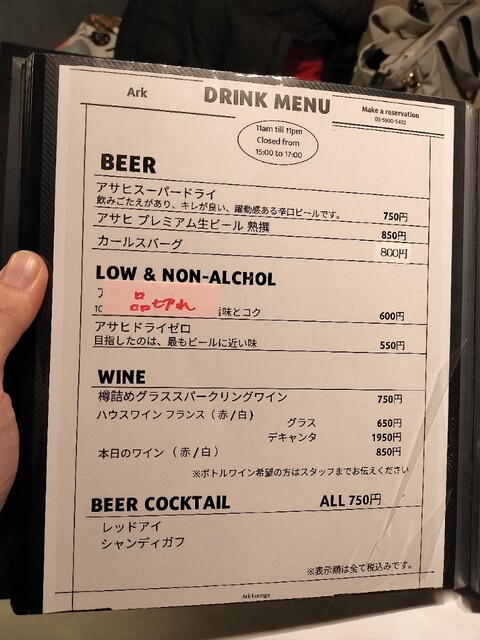 Ark
DRINK MENU
Make a reservation
03-5990-5432
11am till 11pm
Closed from
15:00 to 17:00
BEER
アサヒスーパードライ
飲みごたえがあり、キレが良い、躍動感ある辛口ビールです。 750円
アサヒ プレミアム生ビール 熟撰 850円
カールスバーグ 800円
LOW & NON-ALCHOL
品切れ
味とコク 600円
アサヒドライゼロ
目指したのは、最もビールに近い味 550円
WINE
樽詰めグラススパークリングワイン 750円
ハウスワイン フランス（赤/白）
グラス 650円
デキャンタ 1950円
本日のワイン（赤/白） 850円
※ボトルワイン希望の方はスタッフまでお伝えください
BEER COCKTAIL ALL 750円
レッドアイ
シャンディガフ
※表示額は全て税込みです。
Ark Lounge